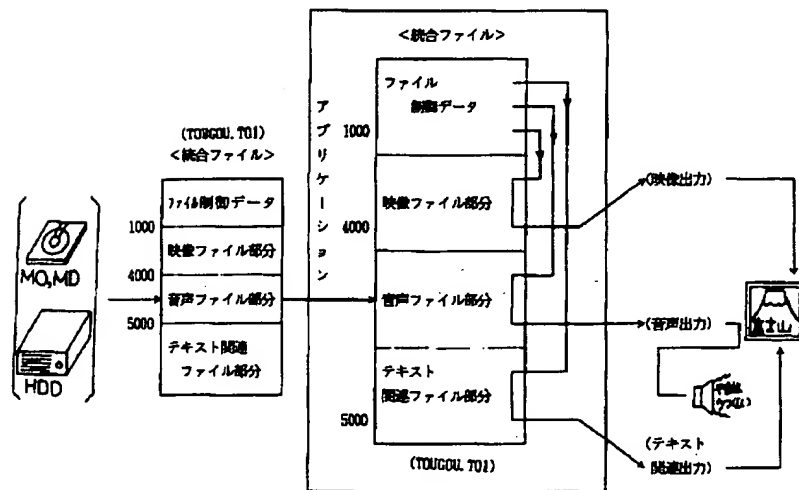 MO,MD
HDD
(TOUGOU.T01)
<統合ファイル>
ファイル制御データ
1000
映像ファイル部分
4000
音声ファイル部分
5000
テキスト関連
ファイル部分
アプリケーション
<統合ファイル>
ファイル
制御データ
1000
映像ファイル部分
4000
音声ファイル部分
テキスト
関連ファイル部分
5000
(TOUGOU.T01)
(映像出力)
(音声出力)
(テキスト
関連出力)
富士山